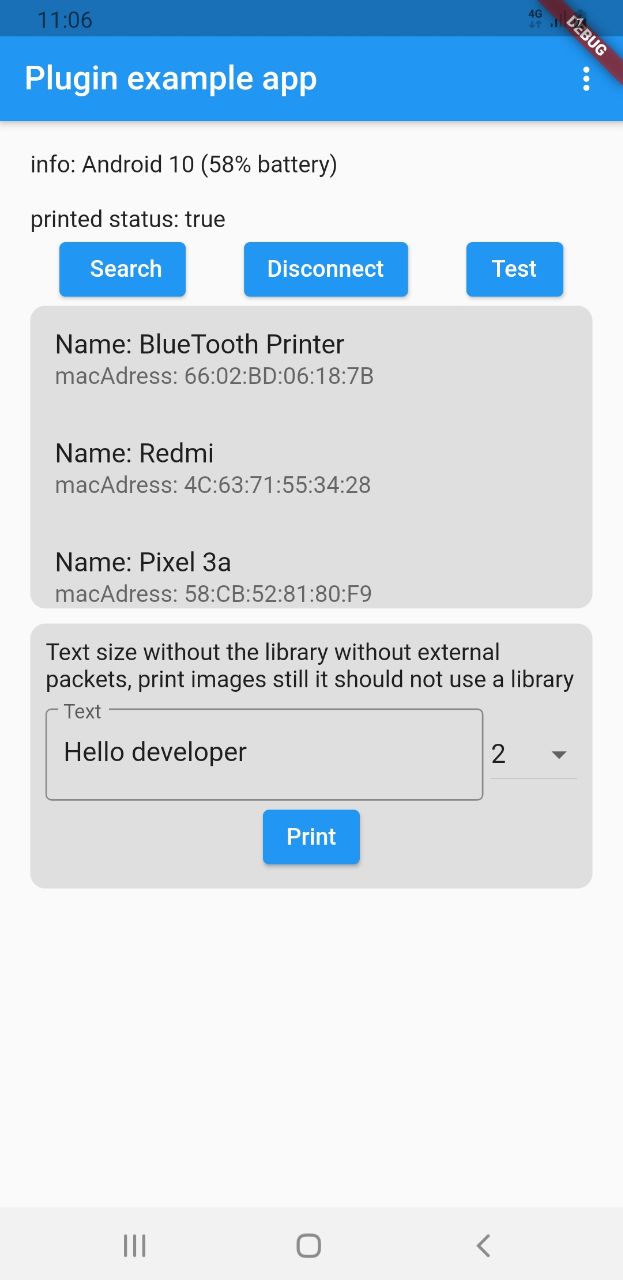 11:06
4G
DEBUG
Plugin example app
info: Android 10 (58% battery)
printed status: true
Search
Disconnect
Test
Name: BlueTooth Printer
macAdress: 66:02:BD:06:18:7B
Name: Redmi
macAdress: 4C:63:71:55:34:28
Name: Pixel 3a
macAdress: 58:CB:52:81:80:F9
Text size without the library without external
packets, print images still it should not use a library
Text
Hello developer
2
Print